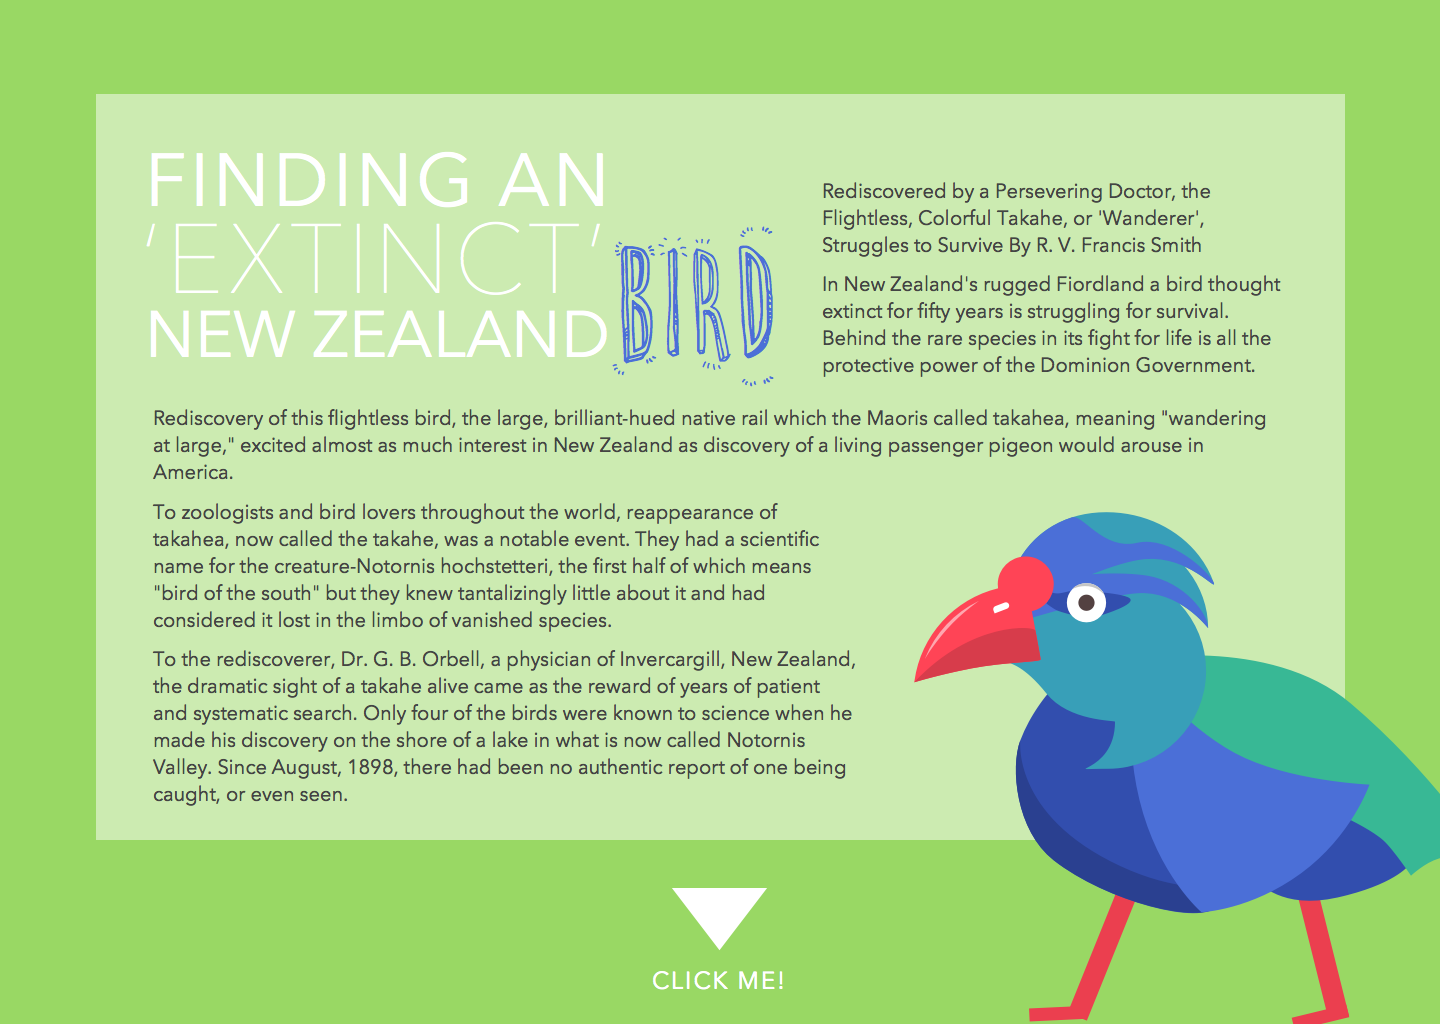 FINDING AN
‘EXTINCT’
NEW ZEALAND BIRD
Rediscovered by a Persevering Doctor, the
Flightless, Colorful Takahe, or 'Wanderer',
Struggles to Survive By R. V. Francis Smith
In New Zealand's rugged Fiordland a bird thought
extinct for fifty years is struggling for survival.
Behind the rare species in its fight for life is all the
protective power of the Dominion Government.
Rediscovery of this flightless bird, the large, brilliant-hued native rail which the Maoris called takahea, meaning "wandering
at large," excited almost as much interest in New Zealand as discovery of a living passenger pigeon would arouse in
America.
To zoologists and bird lovers throughout the world, reappearance of
takahea, now called the takahe, was a notable event. They had a scientific
name for the creature-Notornis hochstetteri, the first half of which means
"bird of the south" but they knew tantalizingly little about it and had
considered it lost in the limbo of vanished species.
To the rediscoverer, Dr. G. B. Orbell, a physician of Invercargill, New Zealand,
the dramatic sight of a takahe alive came as the reward of years of patient
and systematic search. Only four of the birds were known to science when he
made his discovery on the shore of a lake in what is now called Notornis
Valley. Since August, 1898, there had been no authentic report of one being
caught, or even seen.
CLICK ME!